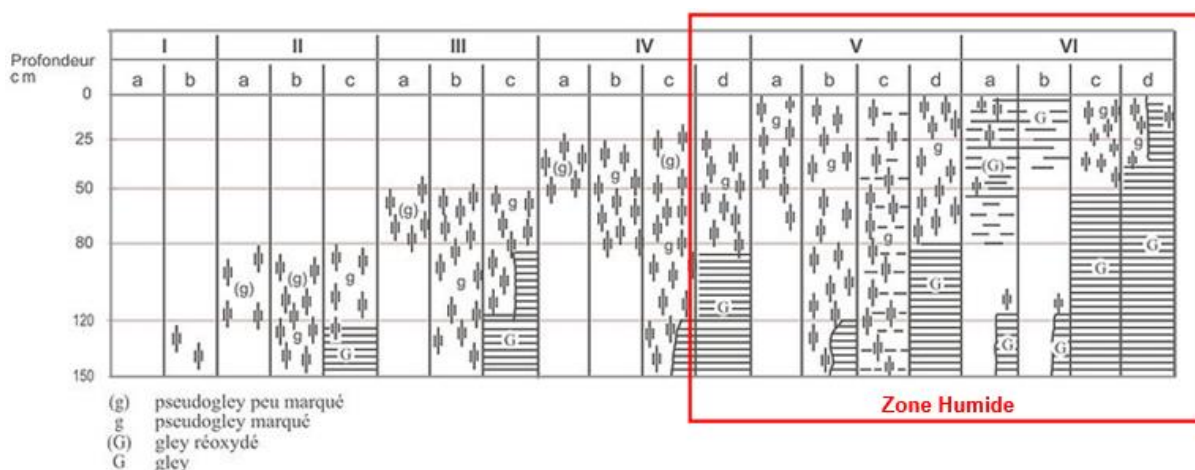 I II III IV V VI
Profondeur
cm
a b a b c a b c a b c d a b c d a b c d
0
G
g (g) g g g g
25
(g) g (g) g g G
g (G)
50
(g) g
80
g g g
(g) (g) g G G
g G
120
g G G G G
150
(g) pseudogley peu marqué
g pseudogley marqué
(G) gley réoxydé
G gley
Zone Humide